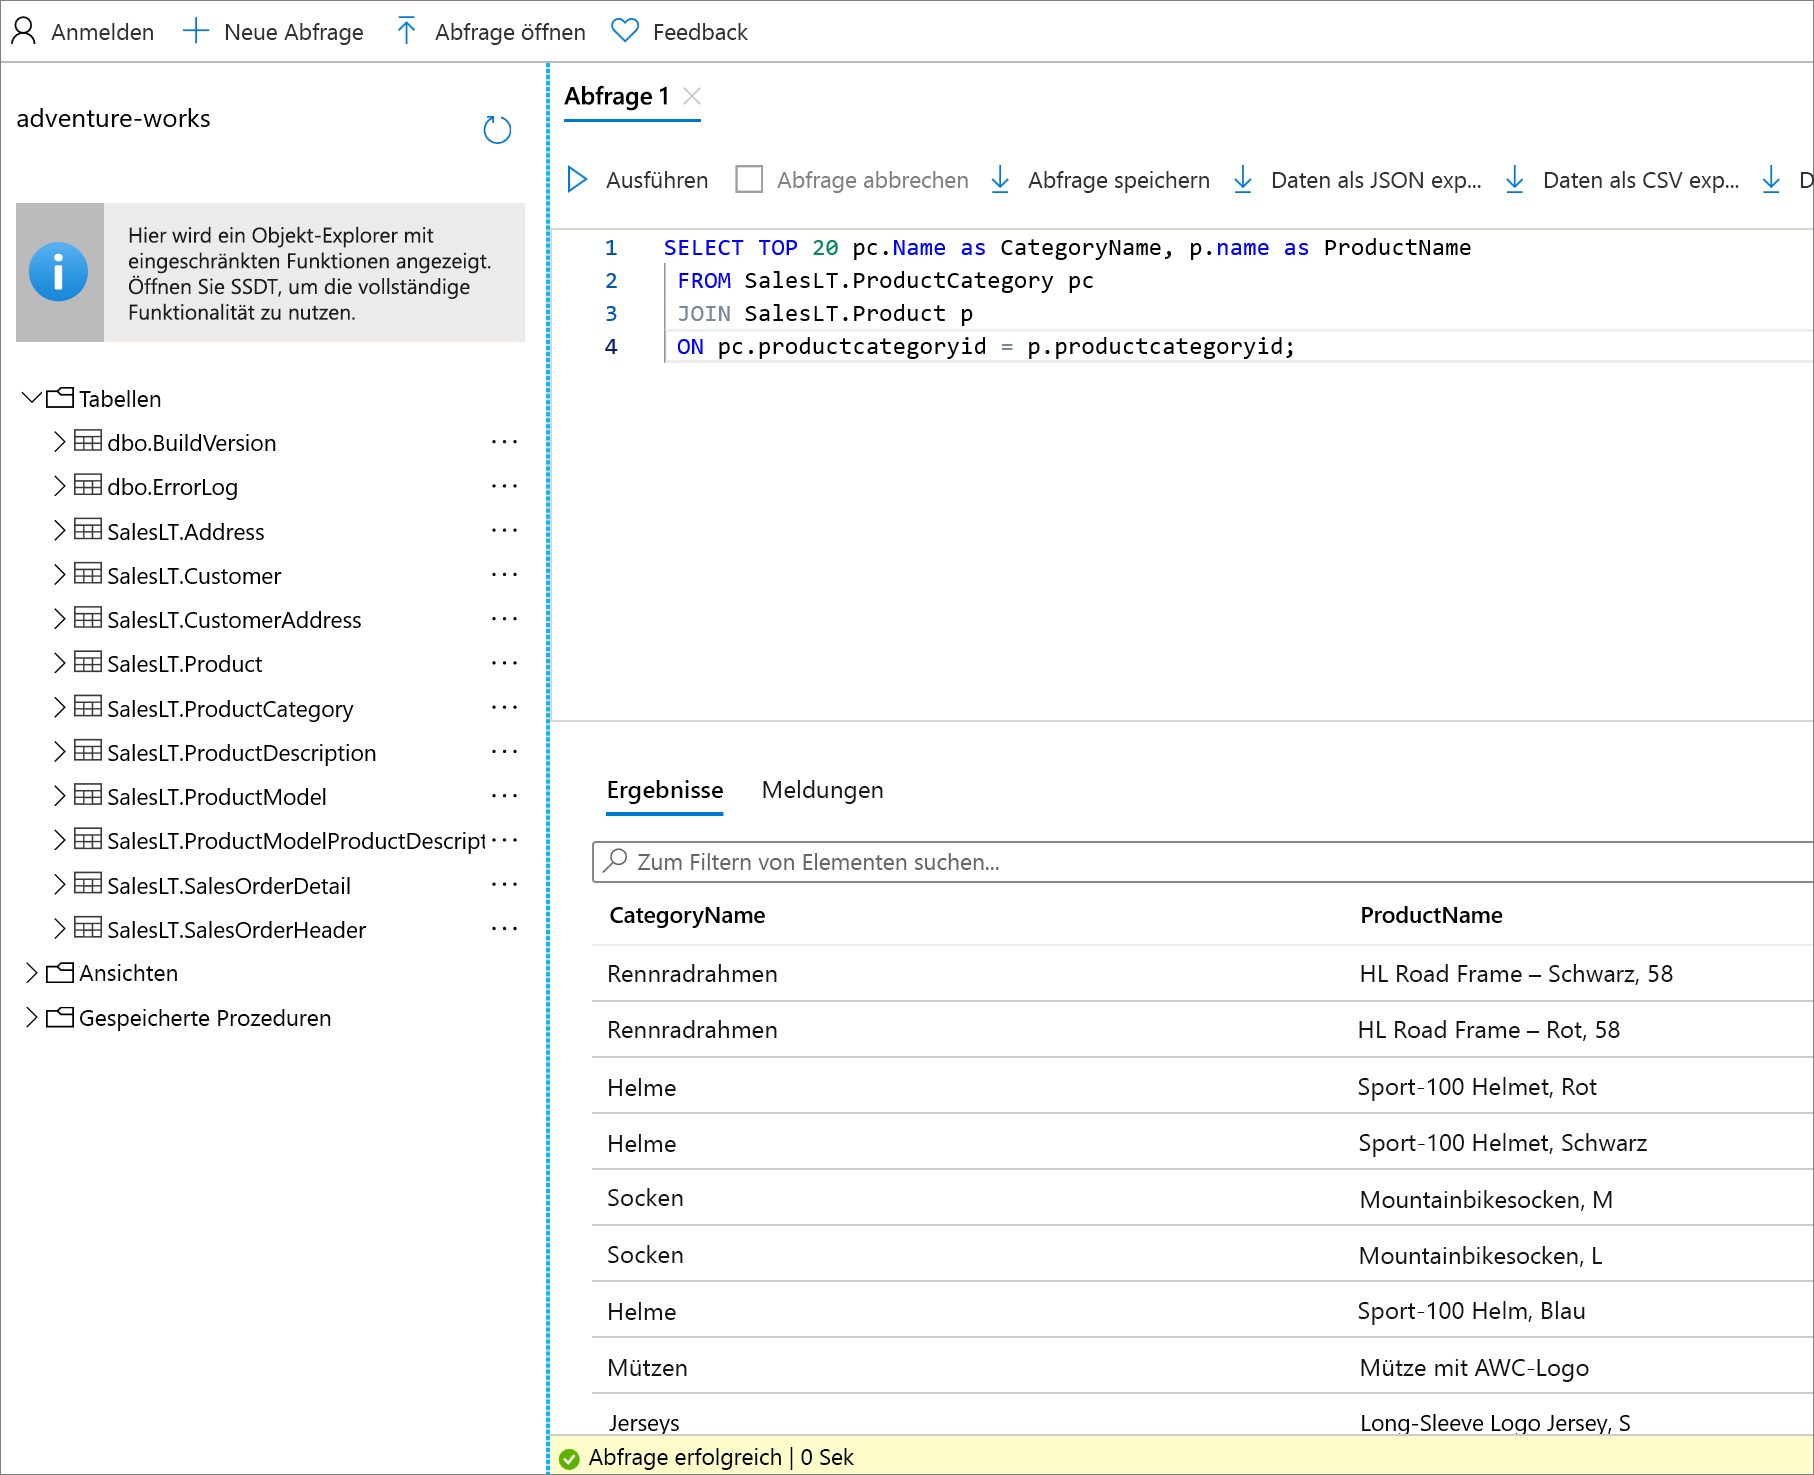 Anmelden Neue Abfrage Abfrage öffnen Feedback
adventure-works
Hier wird ein Objekt-Explorer mit
eingeschränkten Funktionen angezeigt.
Öffnen Sie SSDT, um die vollständige
Funktionalität zu nutzen.
Tabellen
dbo.BuildVersion ...
dbo.ErrorLog ...
SalesLT.Address ...
SalesLT.Customer ...
SalesLT.CustomerAddress ...
SalesLT.Product ...
SalesLT.ProductCategory ...
SalesLT.ProductDescription ...
SalesLT.ProductModel ...
SalesLT.ProductModelProductDescript ...
SalesLT.SalesOrderDetail ...
SalesLT.SalesOrderHeader ...
Ansichten
Gespeicherte Prozeduren
Abfrage 1
Ausführen Abfrage abbrechen Abfrage speichern Daten als JSON exp... Daten als CSV exp... D
1 SELECT TOP 20 pc.Name as CategoryName, p.name as ProductName
2 FROM SalesLT.ProductCategory pc
3 JOIN SalesLT.Product p
4 ON pc.productcategoryid = p.productcategoryid;
Ergebnisse Meldungen
Zum Filtern von Elementen suchen...
CategoryName ProductName
Rennradrahmen HL Road Frame – Schwarz, 58
Rennradrahmen HL Road Frame – Rot, 58
Helme Sport-100 Helmet, Rot
Helme Sport-100 Helmet, Schwarz
Socken Mountainbikesocken, M
Socken Mountainbikesocken, L
Helme Sport-100 Helm, Blau
Mützen Mütze mit AWC-Logo
Jerseys Long-Sleeve Logo Jersey, S
Abfrage erfolgreich | 0 Sek